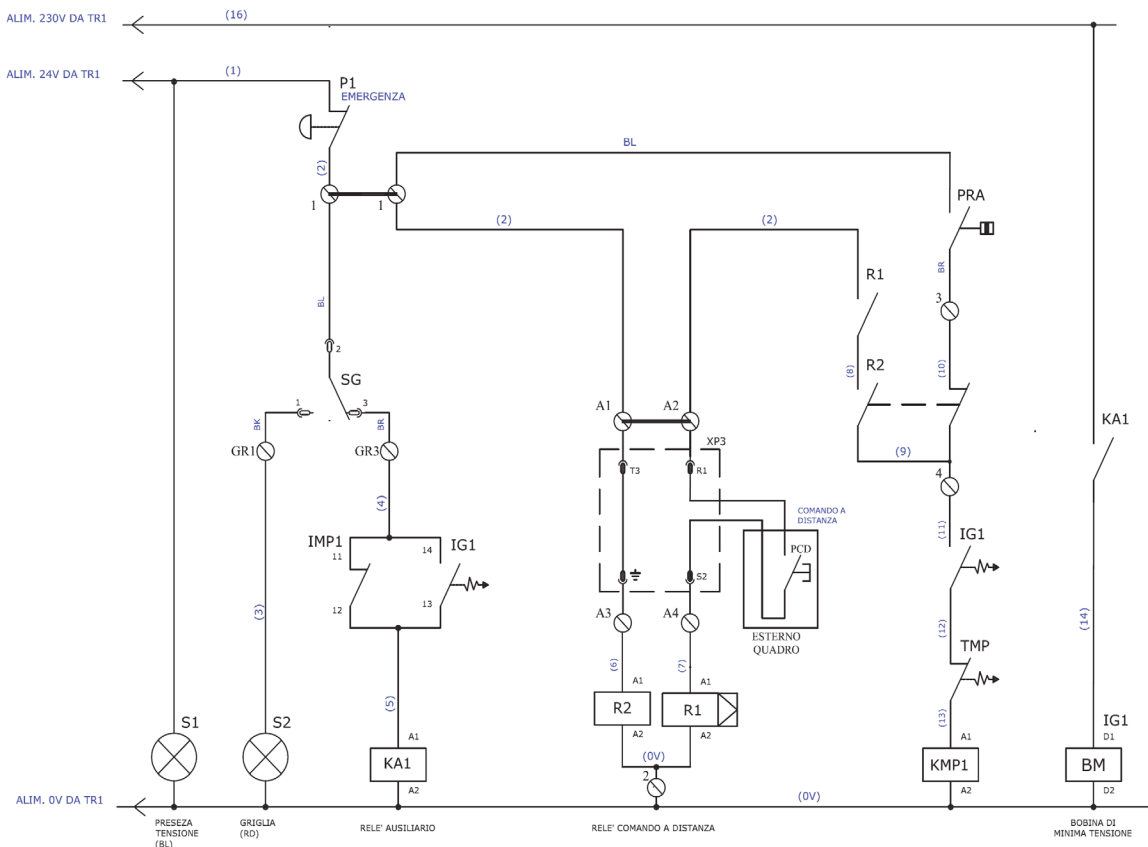 ALIM. 230V DA TR1
(16)
ALIM. 24V DA TR1
(1)
P1
EMERGENZA
BL
(2)
1
1
PRA
(2)
(2)
BR
R1
3
BL
2
R2
(8)
(10)
SG
1
3
A1
A2
KA1
BK
BR
XP3
(9)
GR1
GR3
T3
R1
4
(4)
COMANDO A
DISTANZA
(11)
IMP1
11
14
IG1
PCD
IG1
S2
12
13
A3
A4
(3)
ESTERNO
QUADRO
(12)
(14)
TMP
(6)
(7)
(5)
A1
A1
R2
R1
(13)
S1
S2
A2
A2
IG1
A1
(0V)
A1
D1
KA1
2
KMP1
BM
A2
A2
D2
ALIM. 0V DA TR1
(0V)
PRESEZA
TENSIONE
(BL)
GRIGLIA
(RD)
RELE' AUSILIARIO
RELE' COMANDO A DISTANZA
BOBINA DI
MINIMA TENSIONE